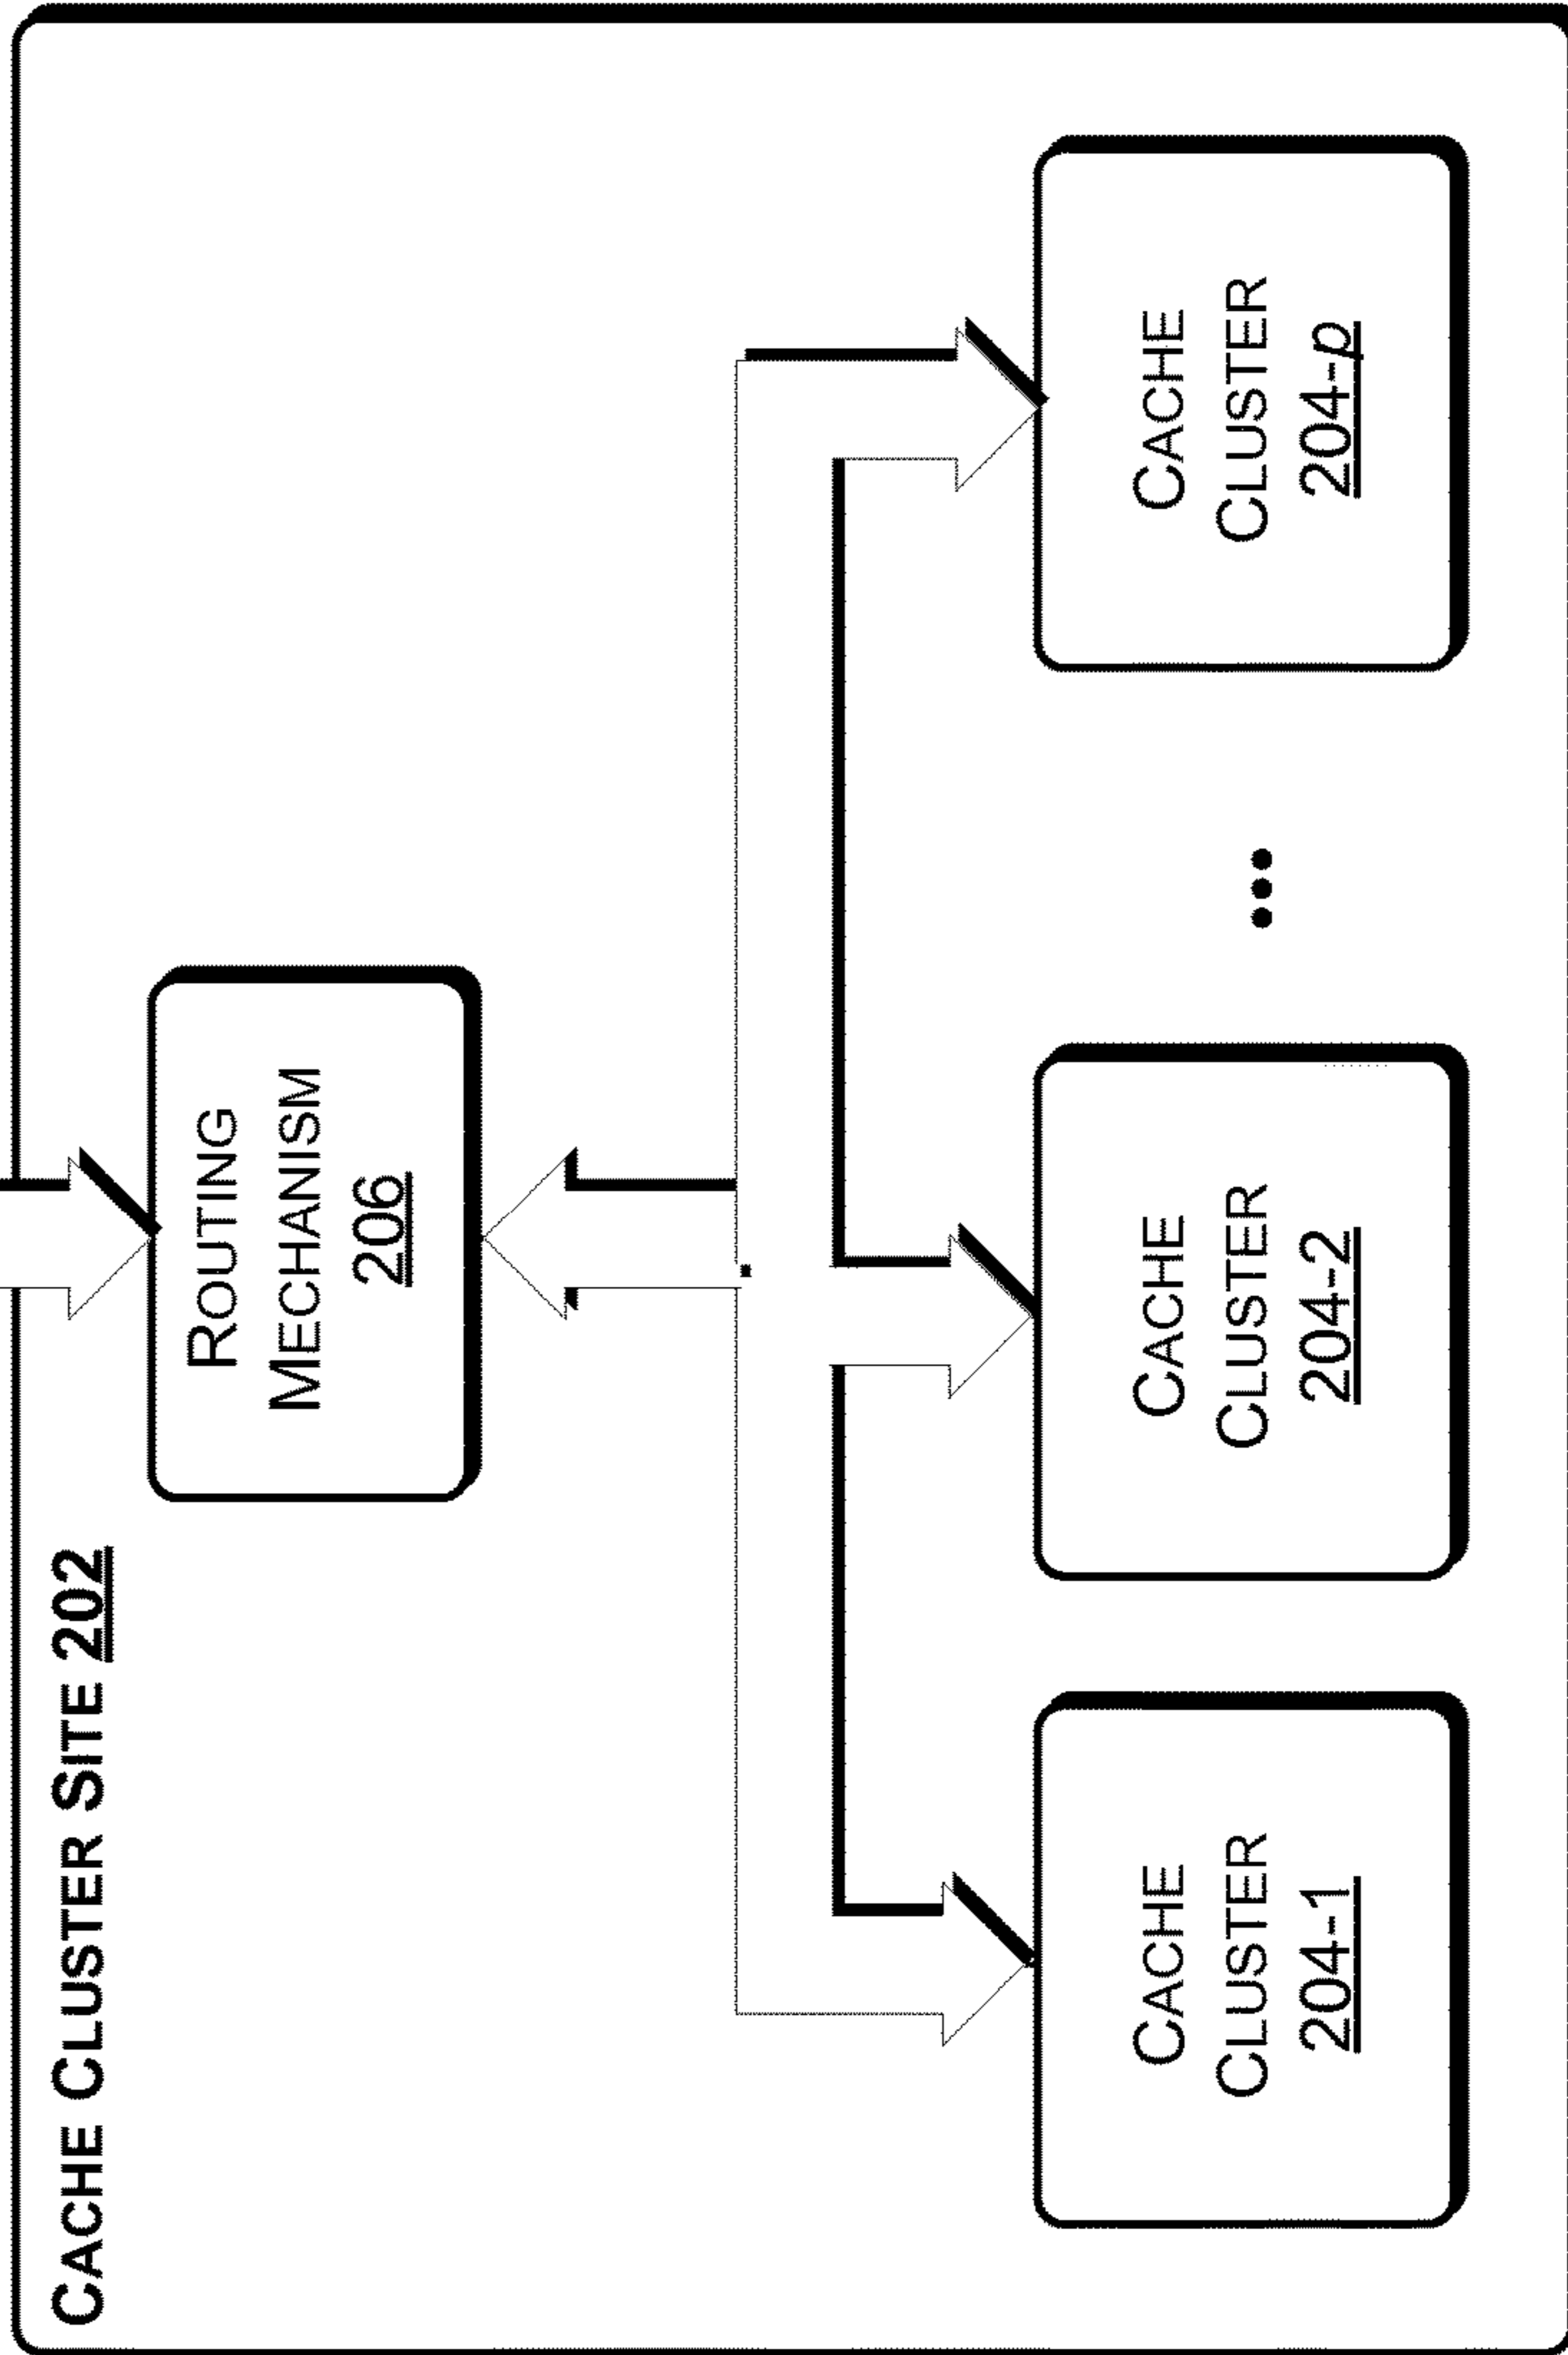 CACHE CLUSTER SITE 202
ROUTING
MECHANISM
206
CACHE
CLUSTER
204-1
CACHE
CLUSTER
204-2
•••
CACHE
CLUSTER
204-p